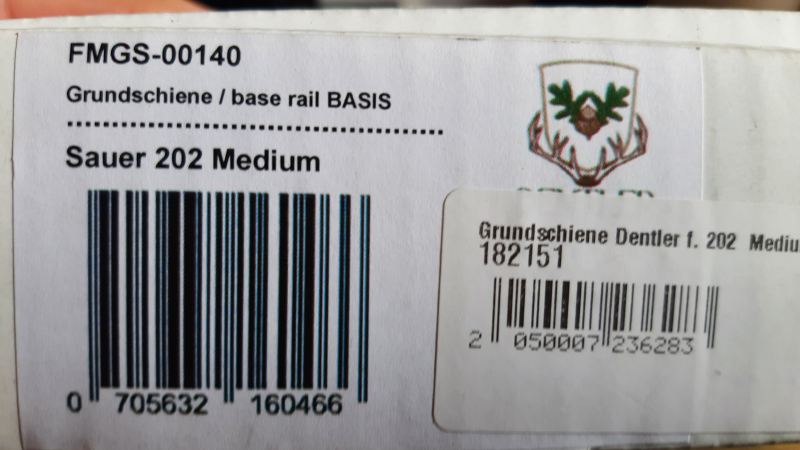 FMGS-00140
Grundschiene / base rail BASIS
Sauer 202 Medium
0 705632 160466
Grundschiene Dentler f. 202 Mediu
182151
2 050007 236283